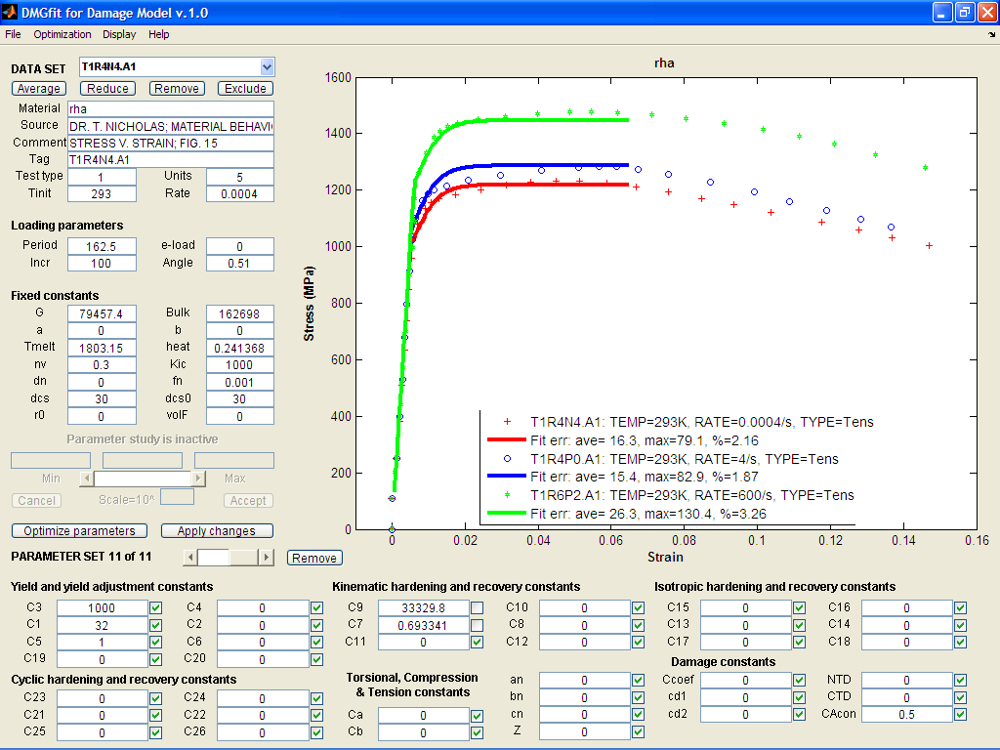 DMGfit for Damage Model v.1.0
File Optimization Display Help
DATA SET T1R4N4.A1
Average Reduce Remove Exclude
Material rha
Source DR. T. NICHOLAS; MATERIAL BEHAVI
Comment STRESS V. STRAIN; FIG. 15
Tag T1R4N4.A1
Test type 1 Units 5
Tinit 293 Rate 0.0004
Loading parameters
Period 162.5 e-load 0
Incr 100 Angle 0.51
Fixed constants
G 79457.4 Bulk 162698
a 0 b 0
Tmelt 1803.15 heat 0.241368
nv 0.3 Kic 1000
dn 0 fn 0.001
dcs 30 dcs0 30
r0 0 volF 0
Parameter study is inactive
Min Max
Cancel Scale=10^ Accept
Optimize parameters Apply changes
PARAMETER SET 11 of 11 Remove
rha
Stress (MPa)
1600
1400
1200
1000
800
600
400
200
0
0 0.02 0.04 0.06 0.08 0.1 0.12 0.14 0.16
Strain
T1R4N4.A1: TEMP=293K, RATE=0.0004/s, TYPE=Tens
Fit err: ave= 16.3, max=79.1, %=2.16
T1R4P0.A1: TEMP=293K, RATE=4/s, TYPE=Tens
Fit err: ave= 15.4, max=82.9, %=1.87
T1R6P2.A1: TEMP=293K, RATE=600/s, TYPE=Tens
Fit err: ave= 26.3, max=130.4, %=3.26
Yield and yield adjustment constants
C3 1000 C4 0
C1 32 C2 0
C5 1 C6 0
C19 0 C20 0
Cyclic hardening and recovery constants
C23 0 C24 0
C21 0 C22 0
C25 0 C26 0
Kinematic hardening and recovery constants
C9 33329.8 C10 0
C7 0.693341 C8 0
C11 0 C12 0
Torsional, Compression
& Tension constants
Ca 0
Cb 0
an 0
bn 0
cn 0
Z 0
Isotropic hardening and recovery constants
C15 0 C16 0
C13 0 C14 0
C17 0 C18 0
Damage constants
Ccoef 0 NTD 0
cd1 0 CTD 0
cd2 0 CAcon 0.5